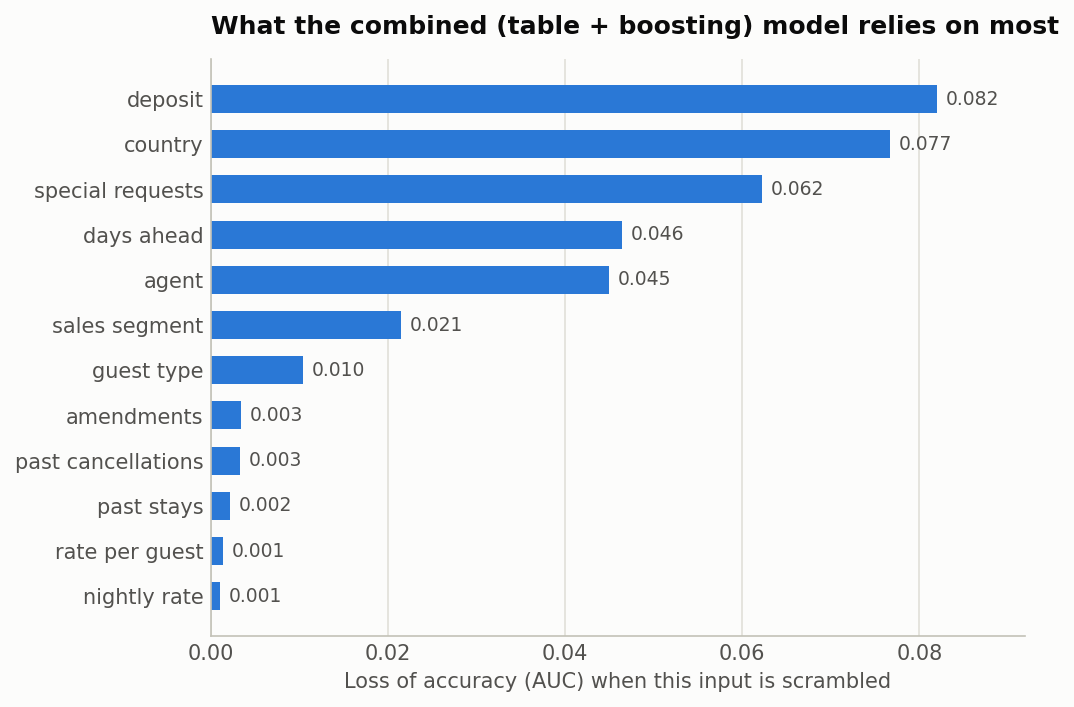 What the combined (table + boosting) model relies on most
deposit 0.082
country 0.077
special requests 0.062
days ahead 0.046
agent 0.045
sales segment 0.021
guest type 0.010
amendments 0.003
past cancellations 0.003
past stays 0.002
rate per guest 0.001
nightly rate 0.001
0.00 0.02 0.04 0.06 0.08
Loss of accuracy (AUC) when this input is scrambled